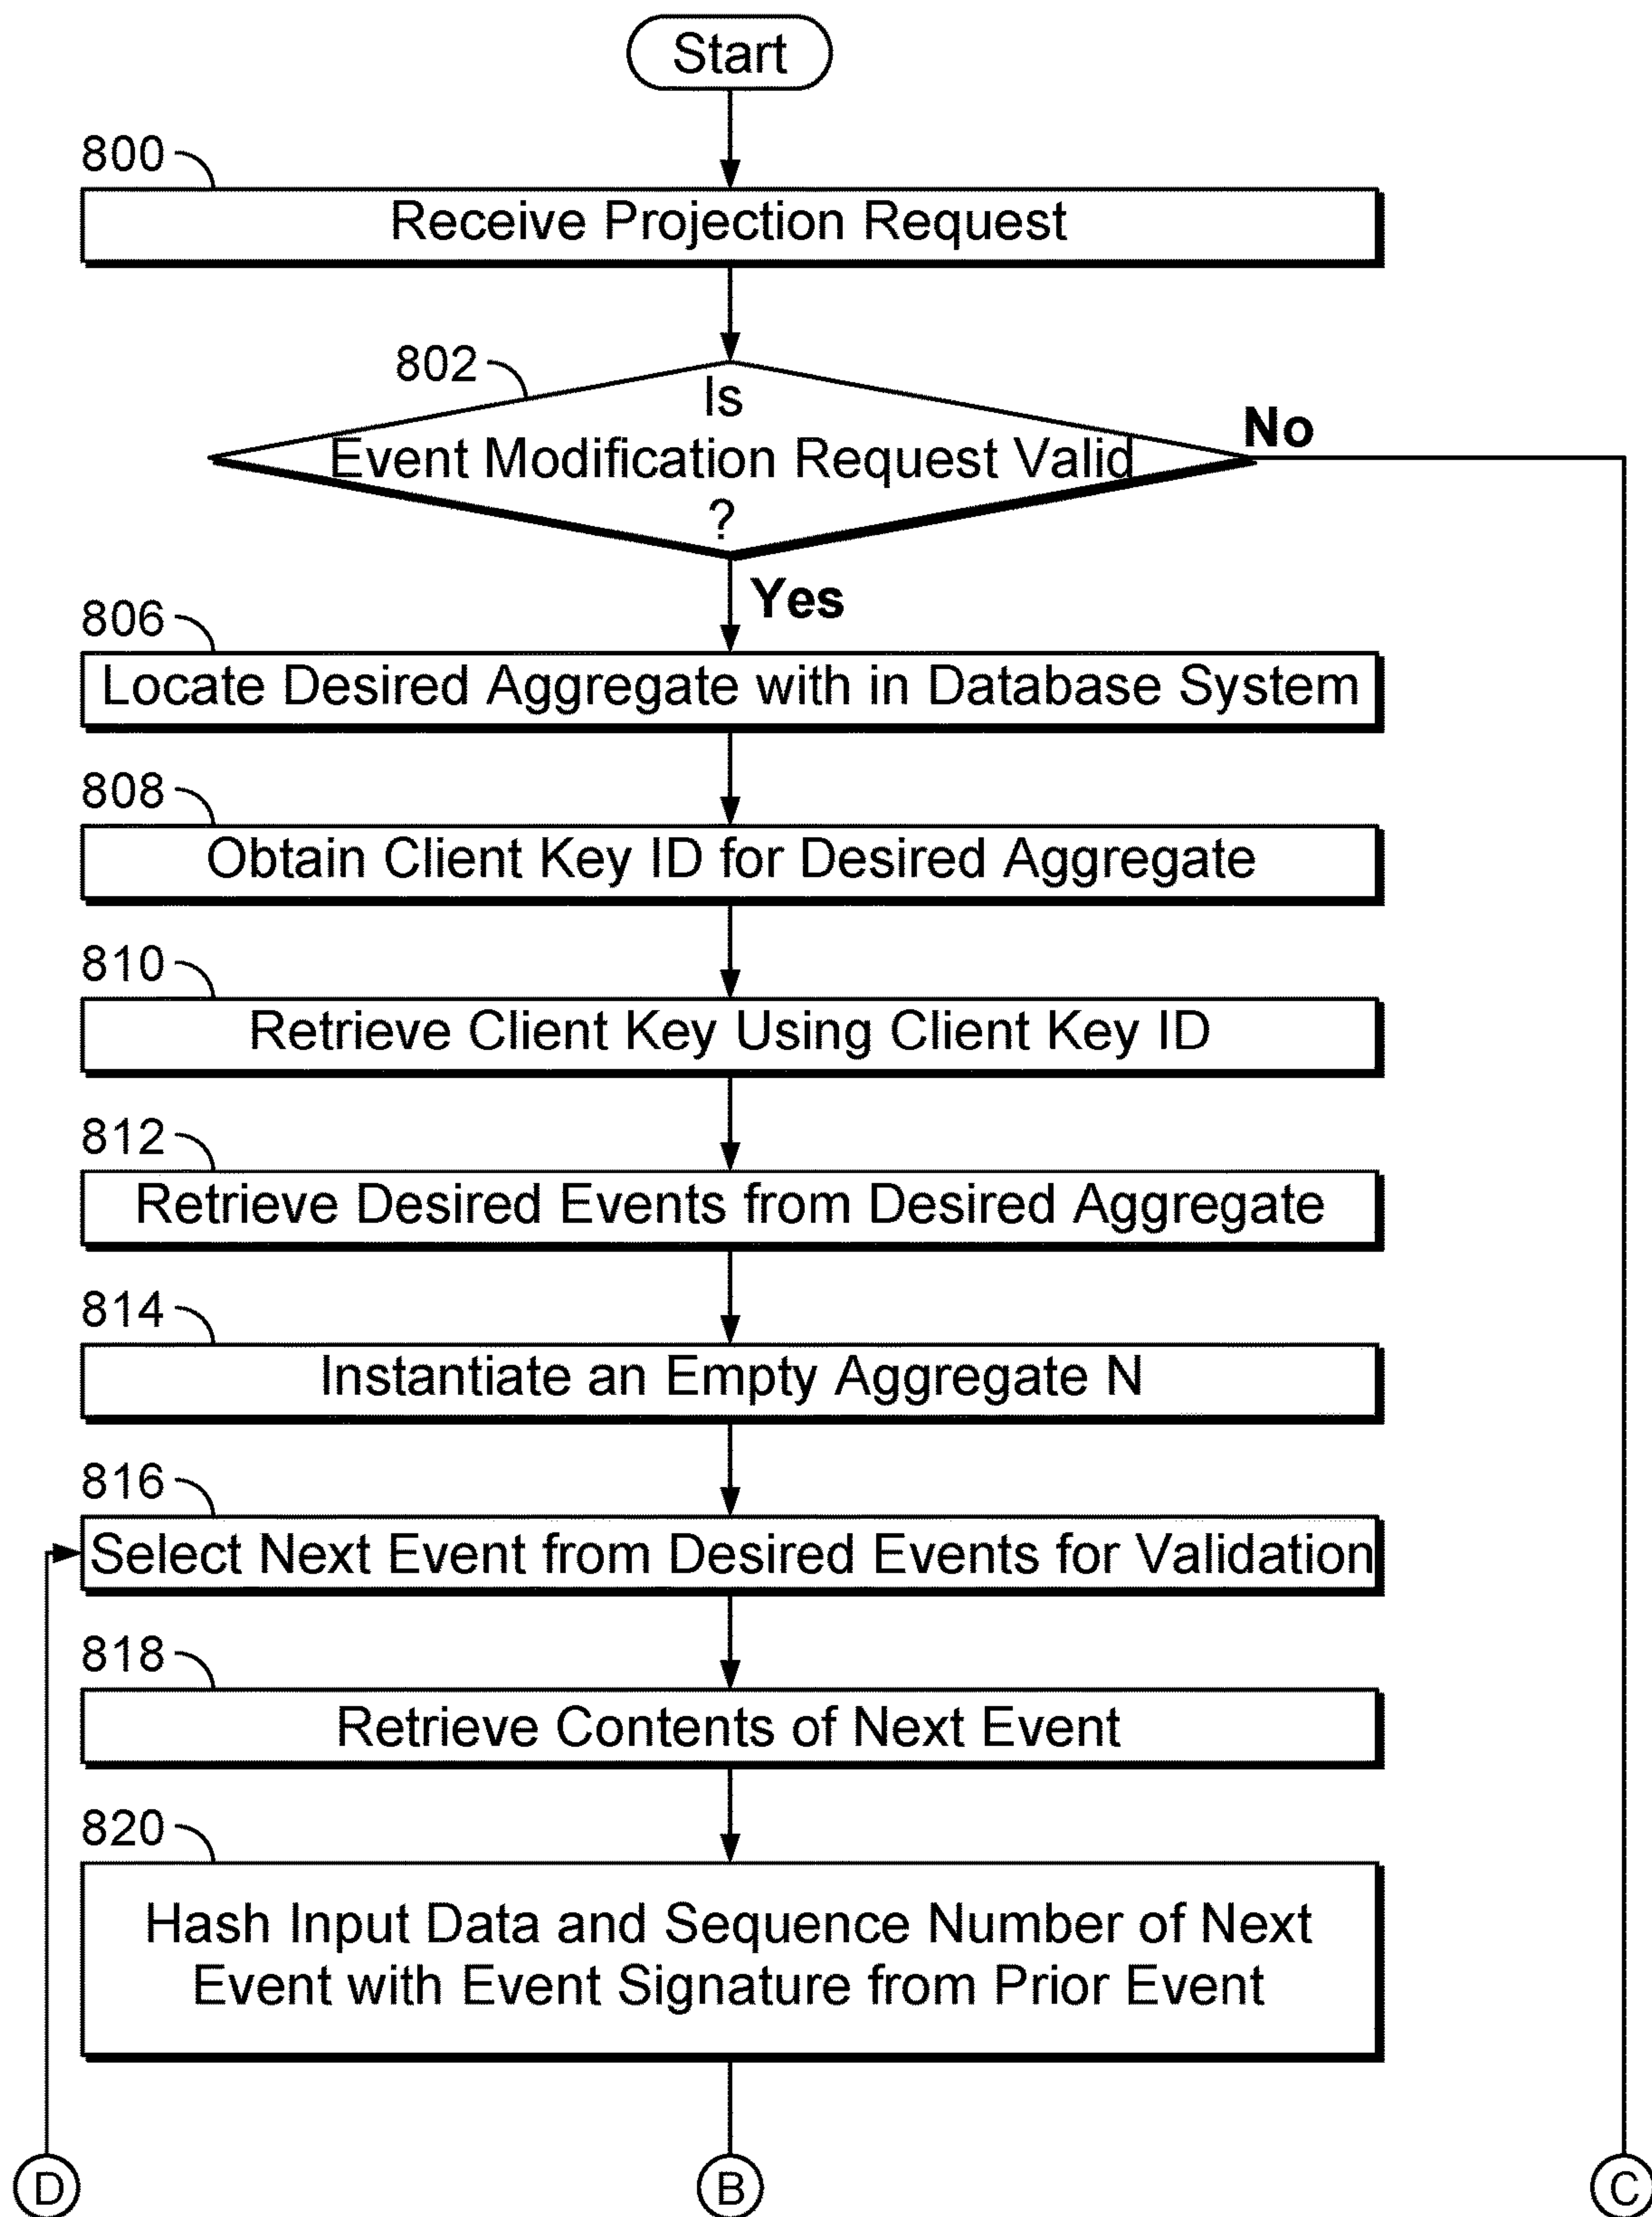 Start
800
Receive Projection Request
802
Is
Event Modification Request Valid
?
No
Yes
806
Locate Desired Aggregate with in Database System
808
Obtain Client Key ID for Desired Aggregate
810
Retrieve Client Key Using Client Key ID
812
Retrieve Desired Events from Desired Aggregate
814
Instantiate an Empty Aggregate N
816
Select Next Event from Desired Events for Validation
818
Retrieve Contents of Next Event
820
Hash Input Data and Sequence Number of Next
Event with Event Signature from Prior Event
D
B
C